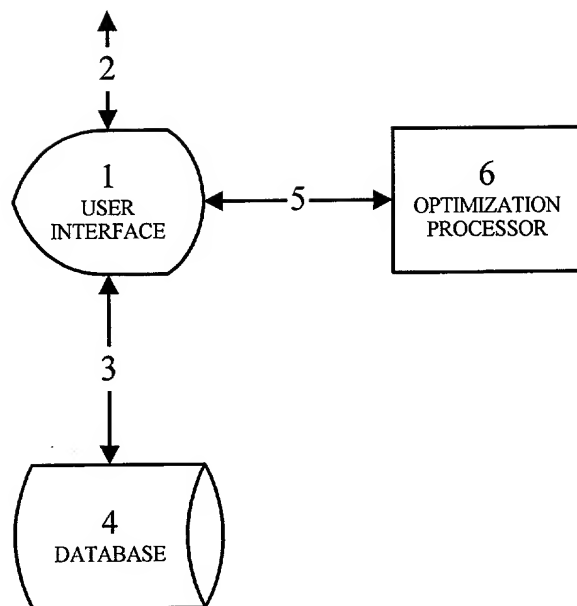 2
1
USER
INTERFACE
5
6
OPTIMIZATION
PROCESSOR
3
4
DATABASE